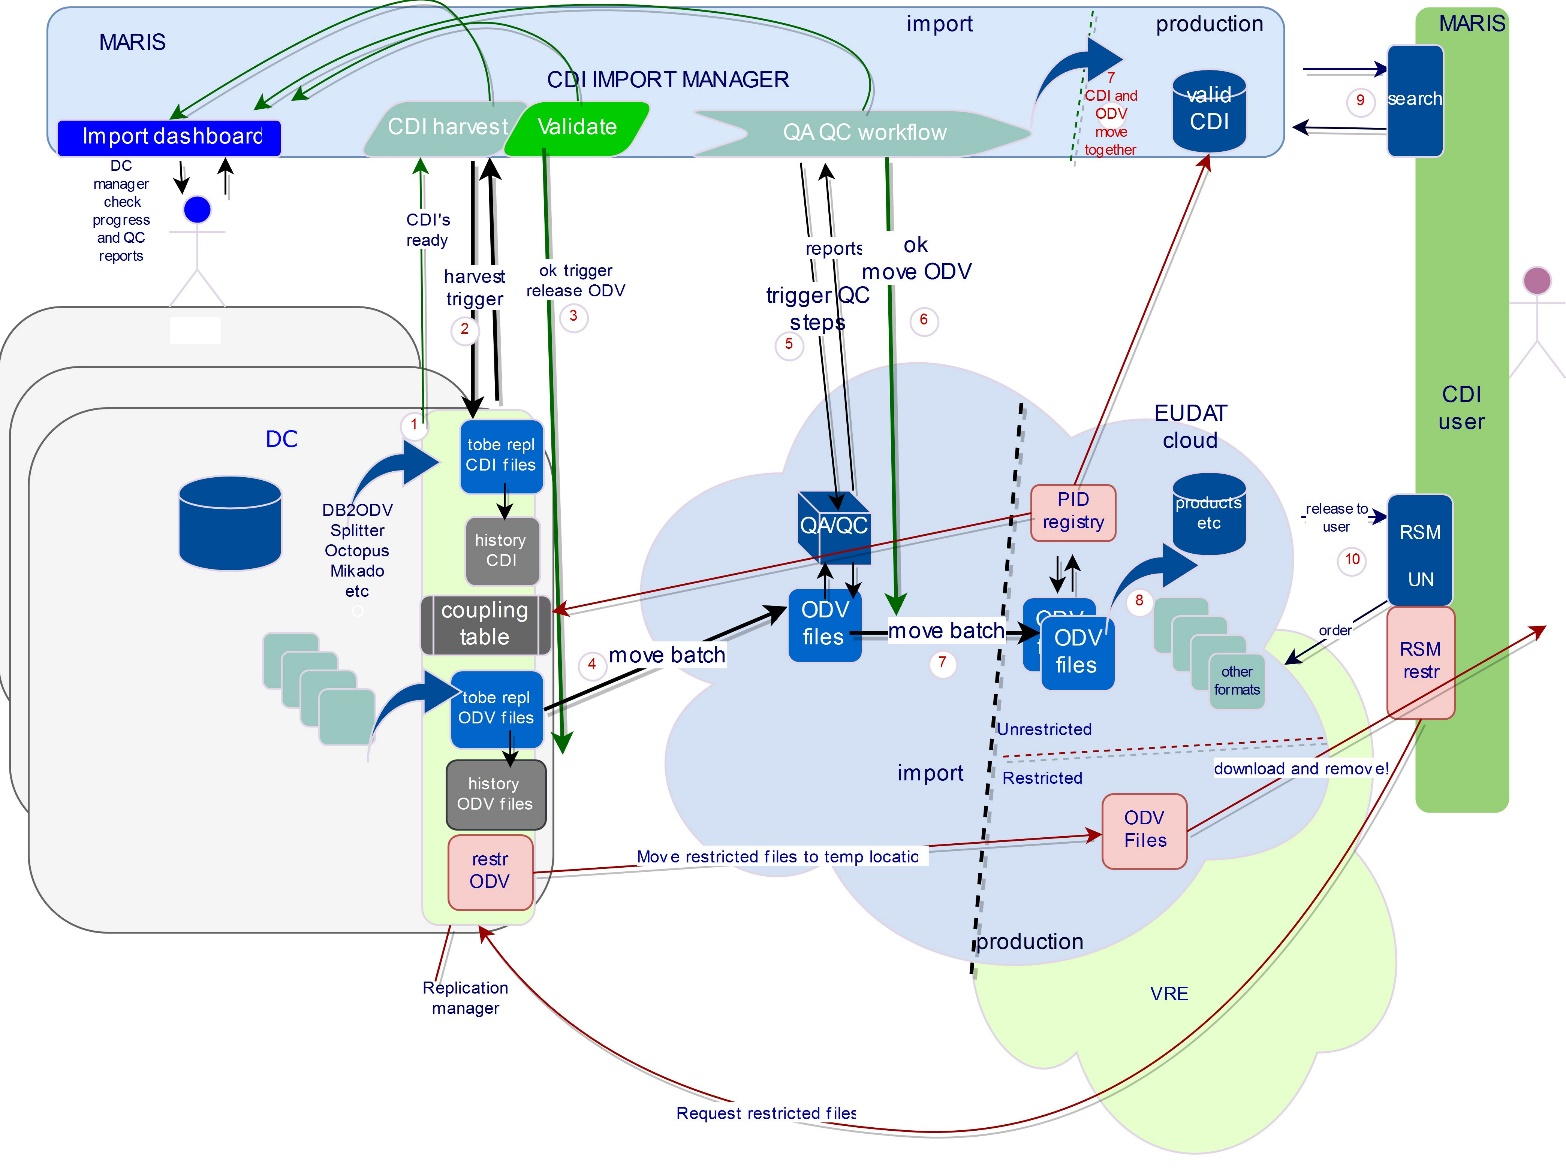 MARIS
import
production
MARIS
CDI IMPORT MANAGER
Import dashboard
CDI harvest
Validate
QA QC workflow
7
CDI and
ODV
move
together
valid
CDI
search
9
DC
manager
check
progress
and QC
reports
CDI's
ready
harvest
trigger
2
ok trigger
release ODV
3
reports
trigger QC
steps
5
ok
move ODV
6
CDI
user
DC
1
tobe repl
CDI files
DB2ODV
Splitter
Octopus
Mikado
etc
history
CDI
coupling
table
tobe repl
ODV files
history
ODV files
restr
ODV
Replication
manager
4
move batch
EUDAT
cloud
QA/QC
ODV
files
move batch
7
PID
registry
products
etc
ODV
ODV
files
8
other
formats
release to
user
10
RSM
UN
order
RSM
restr
Unrestricted
Restricted
import
download and remove!
ODV
Files
Move restricted files to temp locatic
production
VRE
Request restricted files